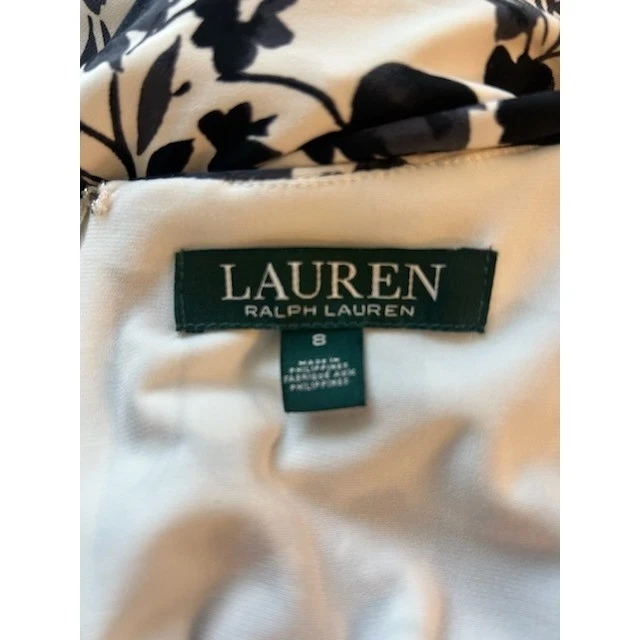 LAUREN
RALPH LAUREN
8
MADE IN
PHILIPPINES
FABRIQUÉ AUX
PHILIPPINES